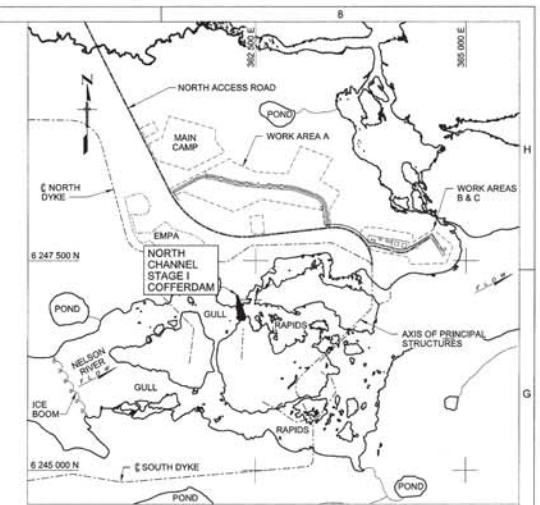 B
362 500 E
365 000 E
N
NORTH ACCESS ROAD
POND
MAIN
CAMP
WORK AREA A
H
℄ NORTH
DYKE
WORK AREAS
B & C
EMPA
6 247 500 N
NORTH
CHANNEL
STAGE I
COFFERDAM
FLOW
POND
GULL
RAPIDS
AXIS OF PRINCIPAL
STRUCTURES
NELSON
RIVER
FLOW
GULL
G
ICE
BOOM
RAPIDS
6 245 000 N
℄ SOUTH DYKE
POND
POND